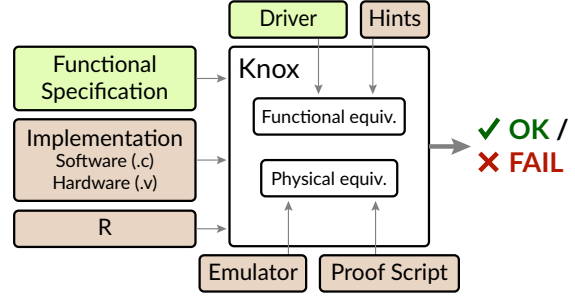 Driver
Hints
Functional
Specification
Knox
Functional equiv.
Implementation
Software (.c)
Hardware (.v)
✔ OK /
✘ FAIL
Physical equiv.
R
Emulator
Proof Script